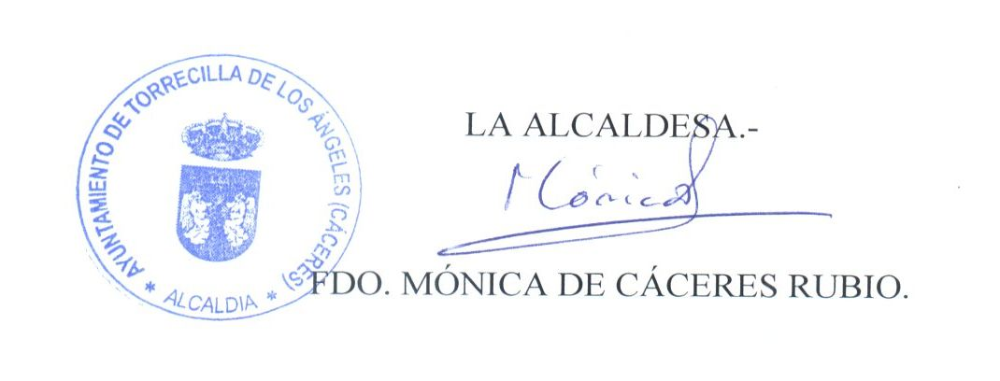 AYUNTAMIENTO DE TORRECILLA DE LOS ÁNGELES (CÁCERES)
* ALCALDIA *
LA ALCALDESA.-
Mónica
FDO. MÓNICA DE CÁCERES RUBIO.